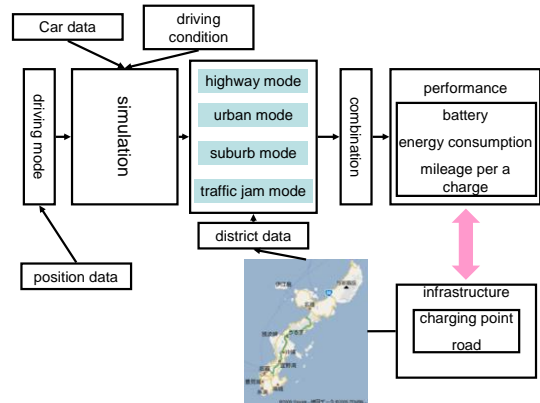 Car data
driving
condition
driving mode
simulation
highway mode
urban mode
suburb mode
traffic jam mode
combination
performance
battery
energy consumption
mileage per a
charge
position data
district data
infrastructure
charging point
road